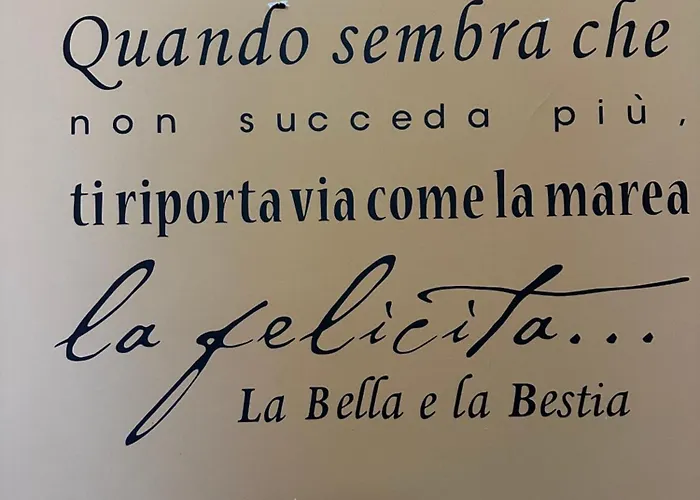 Quando sembra che
non succeda più,
ti riporta via come la marea
la felicità...
La Bella e la Bestia